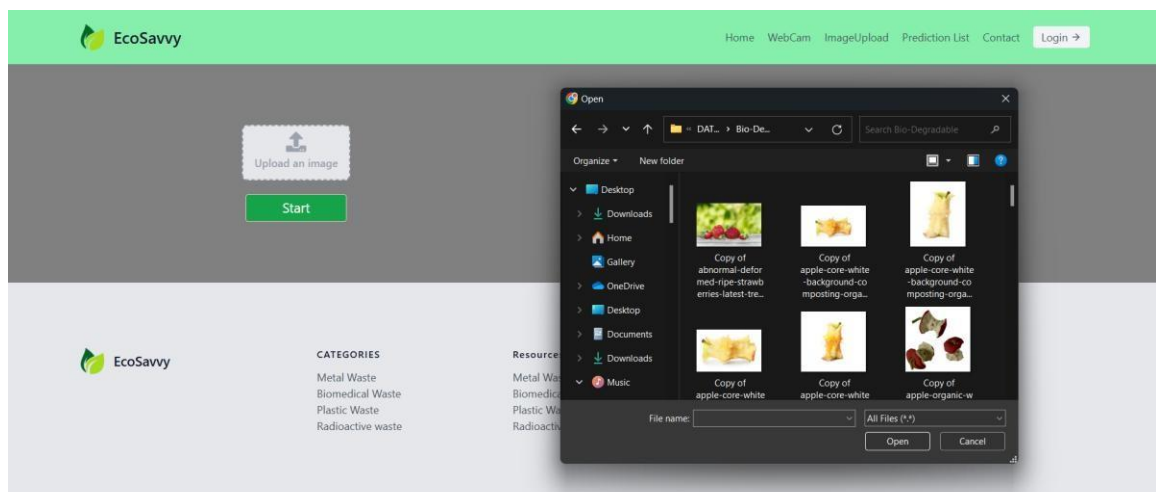 EcoSavvy
Home WebCam ImageUpload Prediction List Contact Login →
Upload an image
Start
Open
« DAT... › Bio-De...
Search Bio-Degradable
Organize
New folder
Desktop
Downloads
Home
Gallery
OneDrive
Desktop
Documents
Downloads
Music
Copy of
abnormal-defor
med-ripe-strawb
erries-latest-tre...
Copy of
apple-core-white
-background-co
mposting-orga...
Copy of
apple-core-white
-background-co
mposting-orga...
Copy of
apple-core-white
Copy of
apple-core-white
Copy of
apple-organic-w
File name:
All Files (*.*)
Open
Cancel
EcoSavvy
CATEGORIES
Metal Waste
Biomedical Waste
Plastic Waste
Radioactive waste
Resource
Metal Was
Biomedica
Plastic Wa
Radioactiv